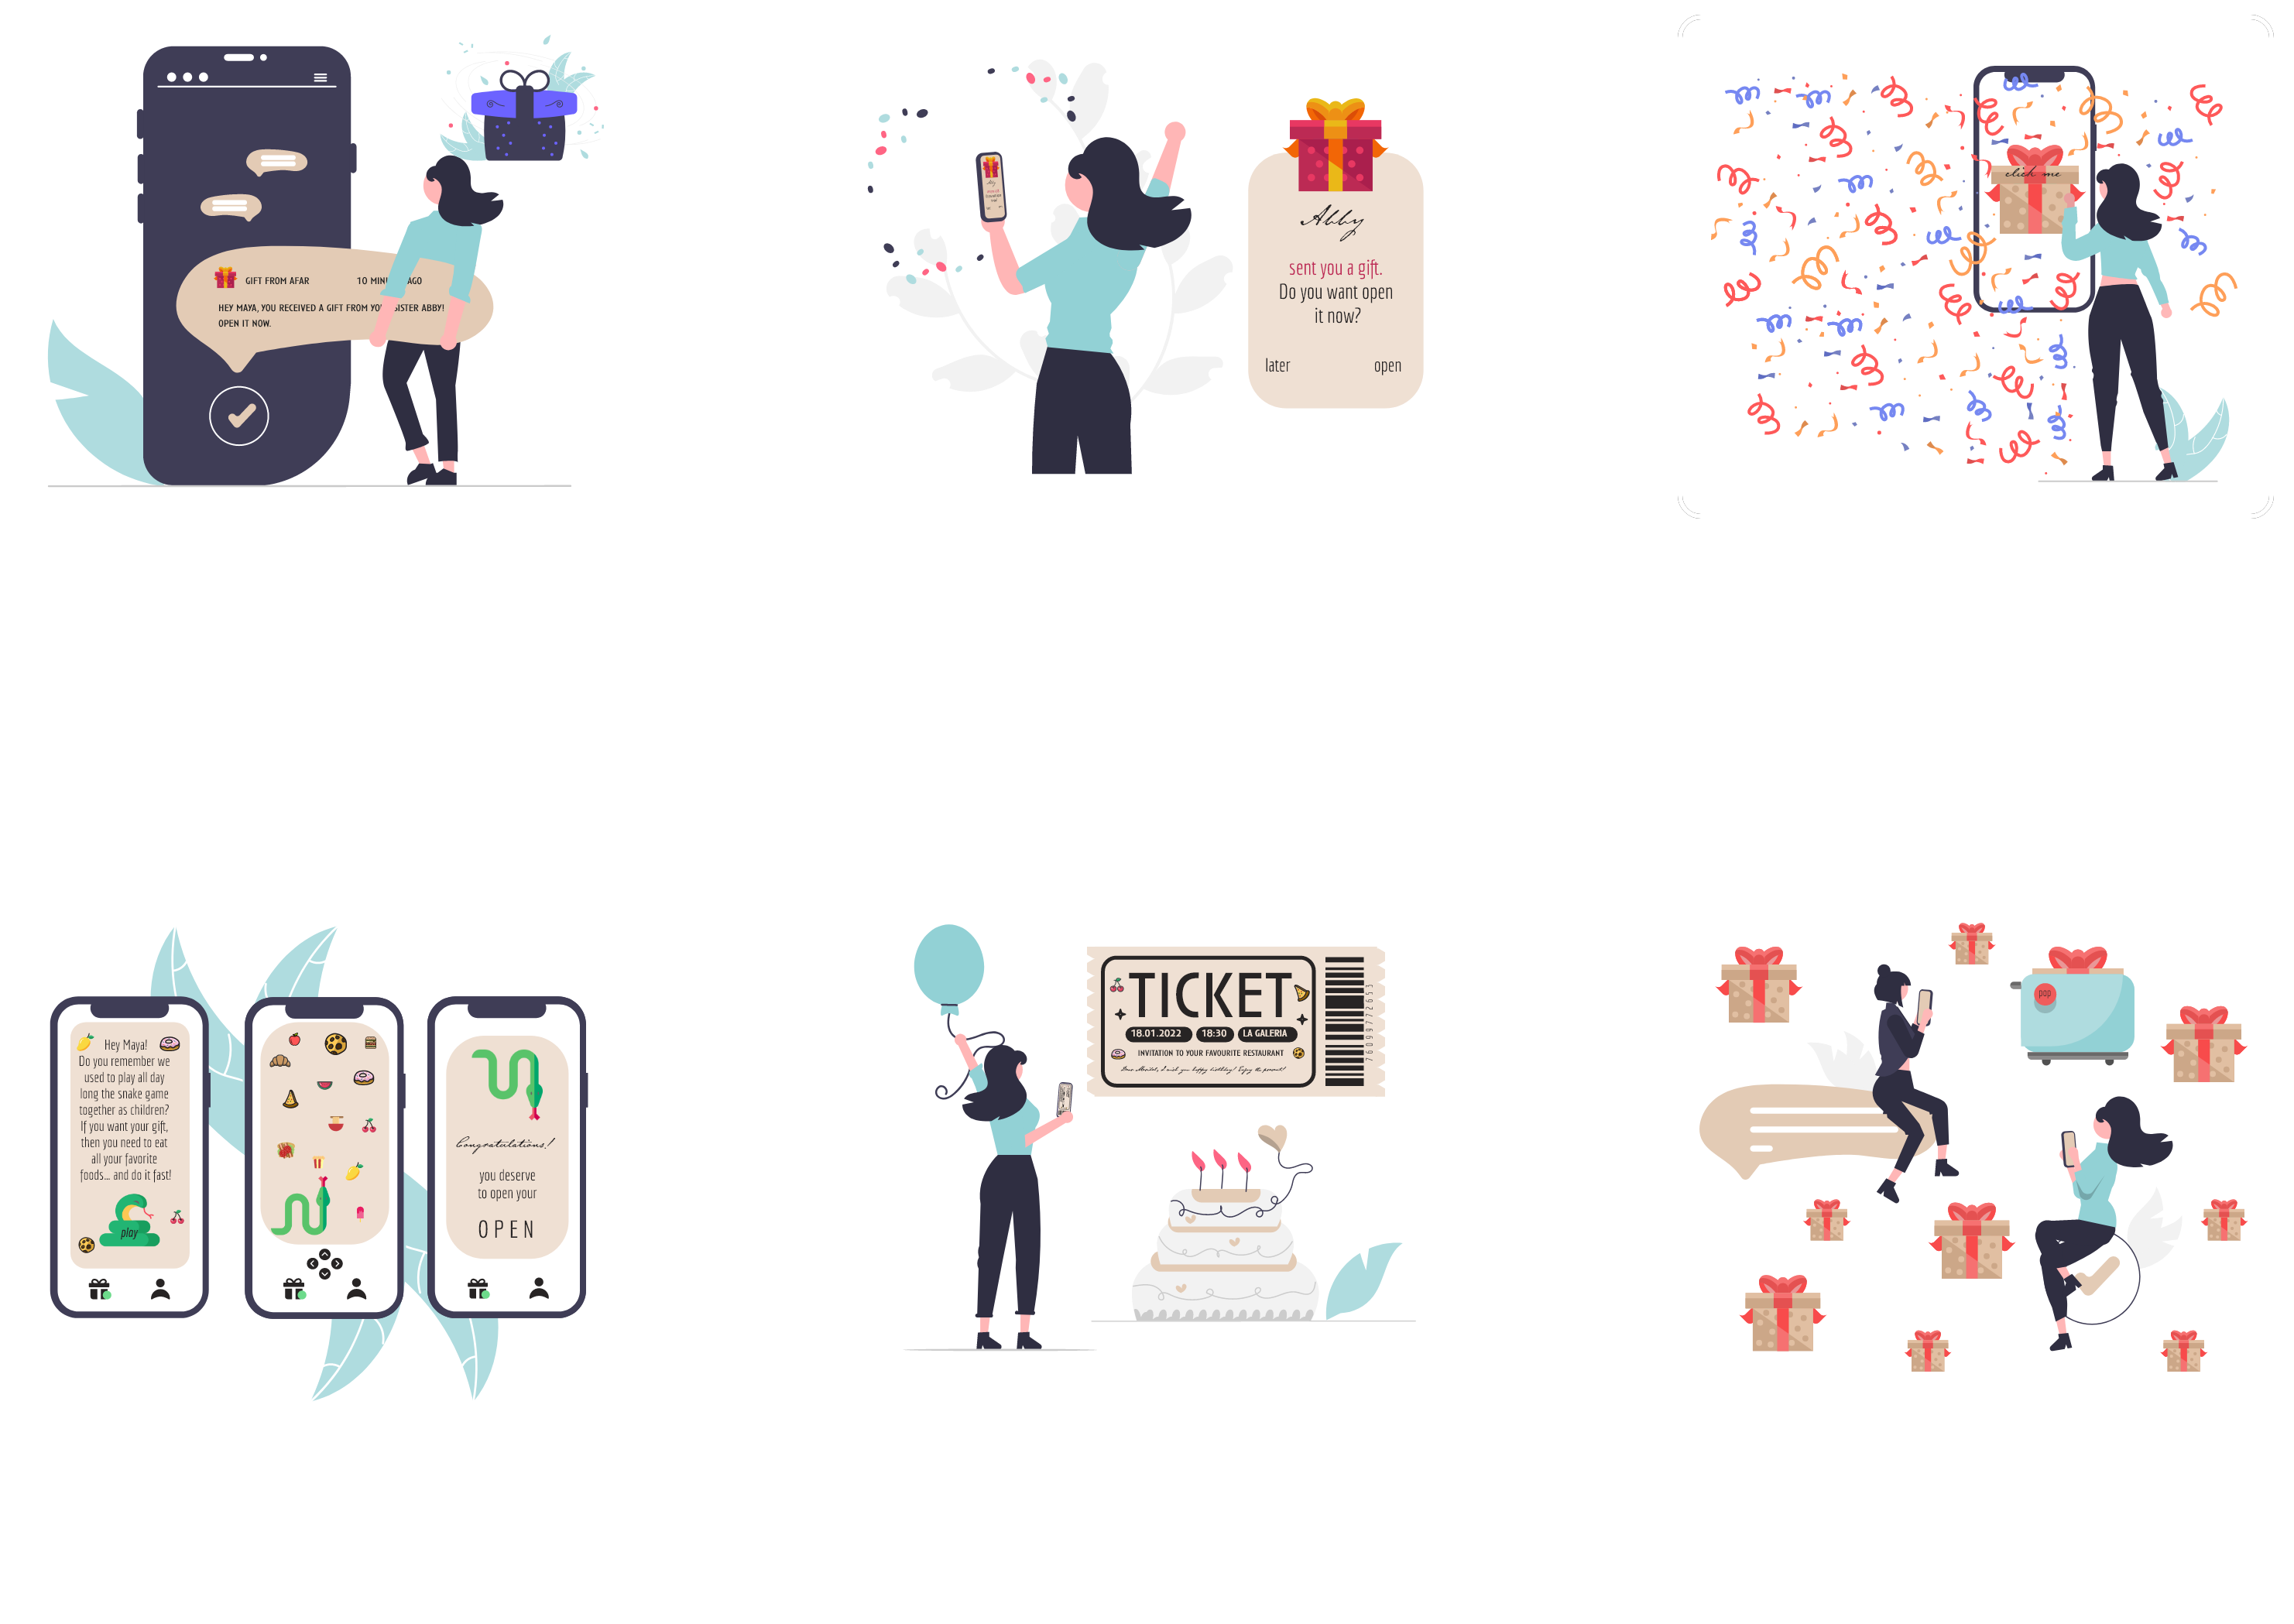 GIFT FROM AFAR
10 MIN AGO
HEY MAYA, YOU RECEIVED A GIFT FROM YOU SISTER ABBY!
OPEN IT NOW.
Abby
sent you a gift.
Do you want open
it now?
later
open
click me
Hey Maya!
Do you remember we
used to play all day
long the snake game
together as children?
If you want your gift,
then you need to eat
all your favorite
foods... and do it fast!
play
Congratulations!
you deserve
to open your
OPEN
TICKET
18.01.2022
18:30
LA GALERIA
INVITATION TO YOUR FAVOURITE RESTAURANT
I wish you happy birthday! Enjoy the present!
pop